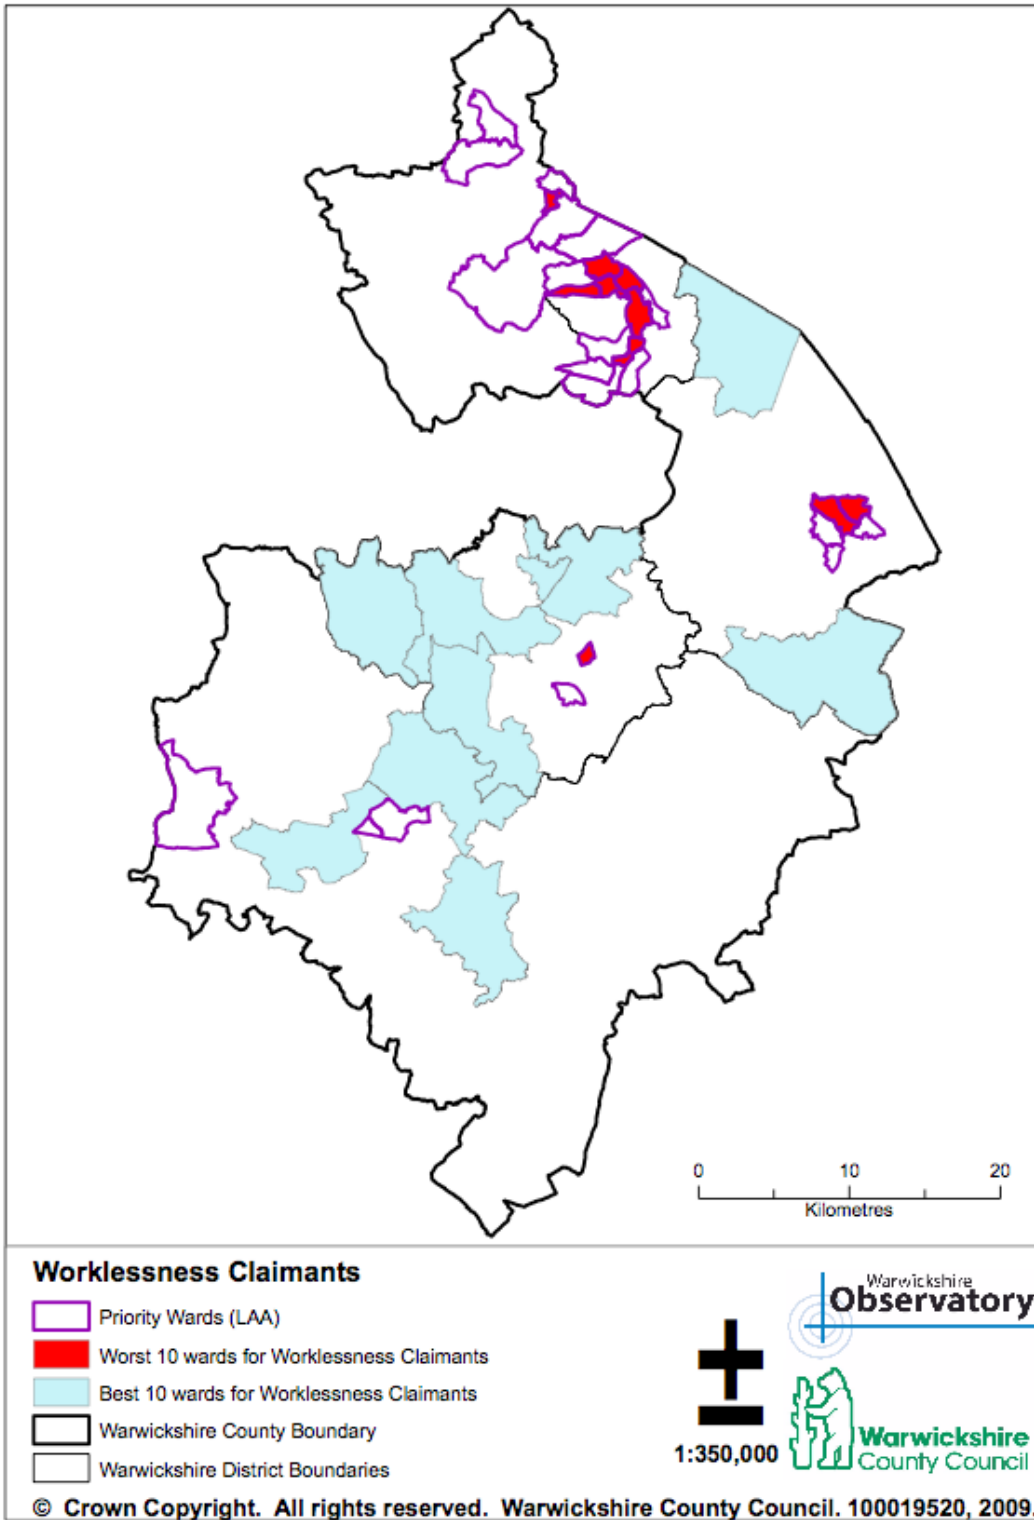 0 10 20
Kilometres
Worklessness Claimants
Priority Wards (LAA)
Worst 10 wards for Worklessness Claimants
Best 10 wards for Worklessness Claimants
Warwickshire County Boundary
Warwickshire District Boundaries
1:350,000
Warwickshire
Observatory
Warwickshire
County Council
© Crown Copyright. All rights reserved. Warwickshire County Council. 100019520, 2009.